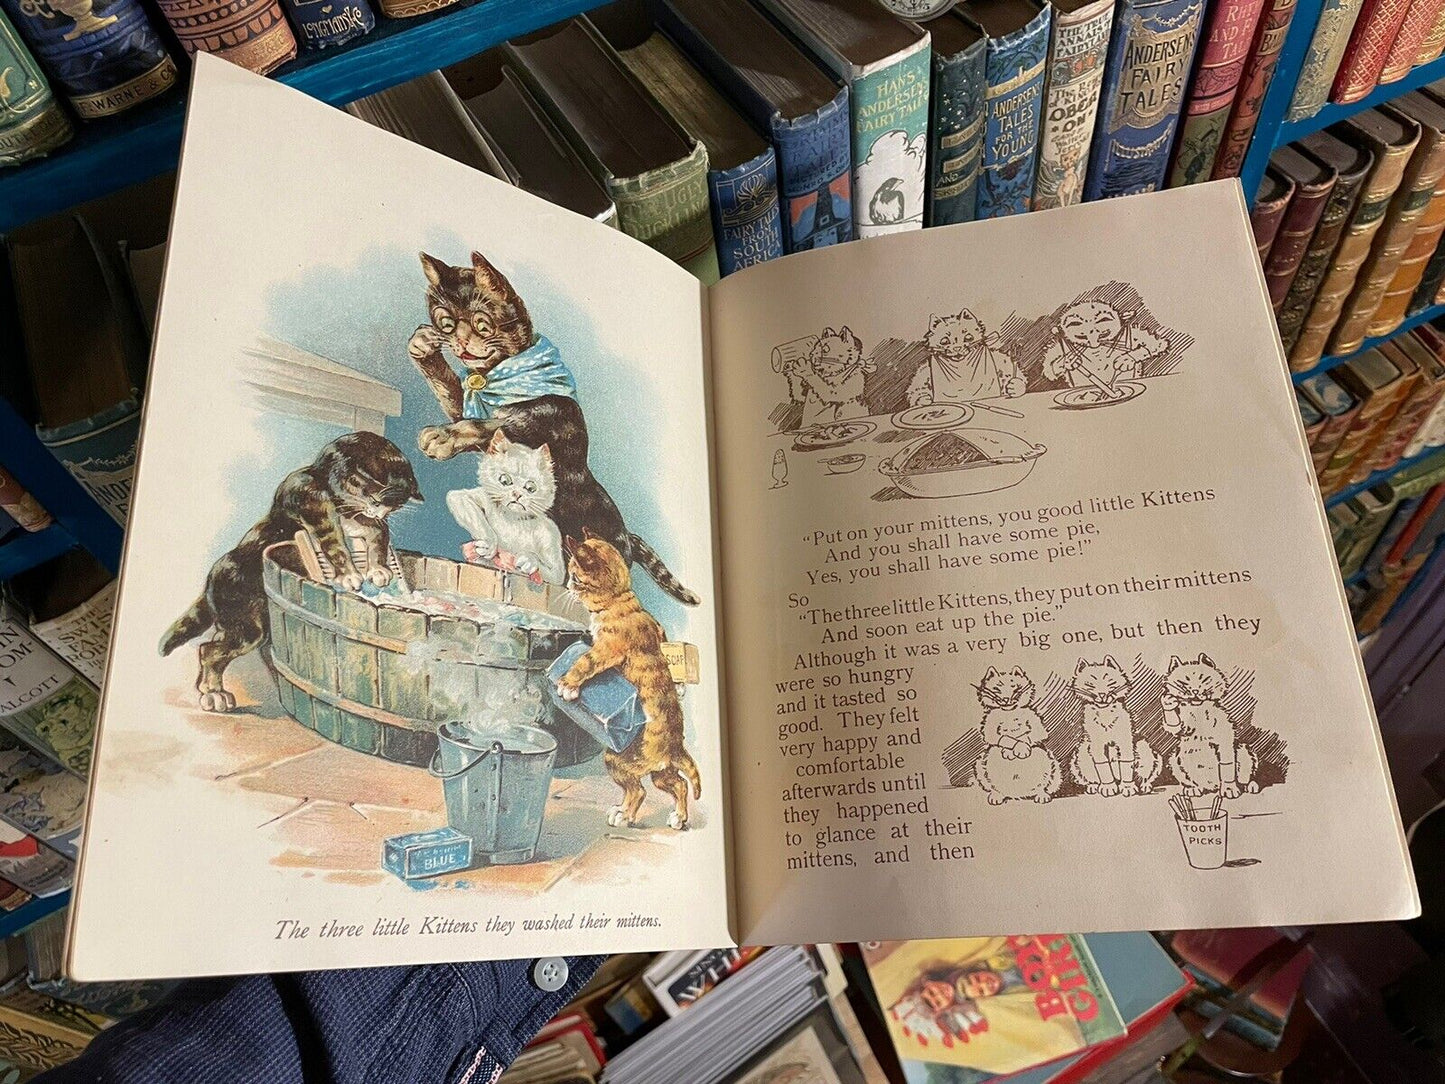 LONGMANS & Co
F. WARNE & Co
HANS
ANDERSEN'S
FAIRY TALES
ANDERSEN'S
TALES
FOR THE
YOUNG
ANDERSEN'S
FAIRY
TALES
ILLUSTRATED
UGLY
FAIRY TALES
FROM
SOUTH
AFRICA
SOAP
BLUE
The three little Kittens they washed their mittens.
"Put on your mittens, you good little Kittens
And you shall have some pie,
Yes, you shall have some pie!"
So
"The three little Kittens, they put on their mittens
And soon eat up the pie."
Although it was a very big one, but then they
were so hungry
and it tasted so
good. They felt
very happy and
comfortable
afterwards until
they happened
to glance at their
mittens, and then
TOOTH
PICKS
ALCOTT